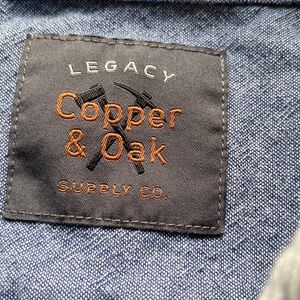 LEGACY
Copper
& Oak
SUPPLY CO.